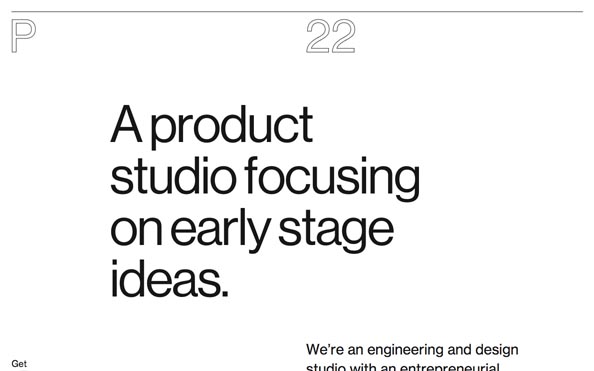 P 22
A product
studio focusing
on early stage
ideas.
We're an engineering and design
studio with an entrepreneurial
Get